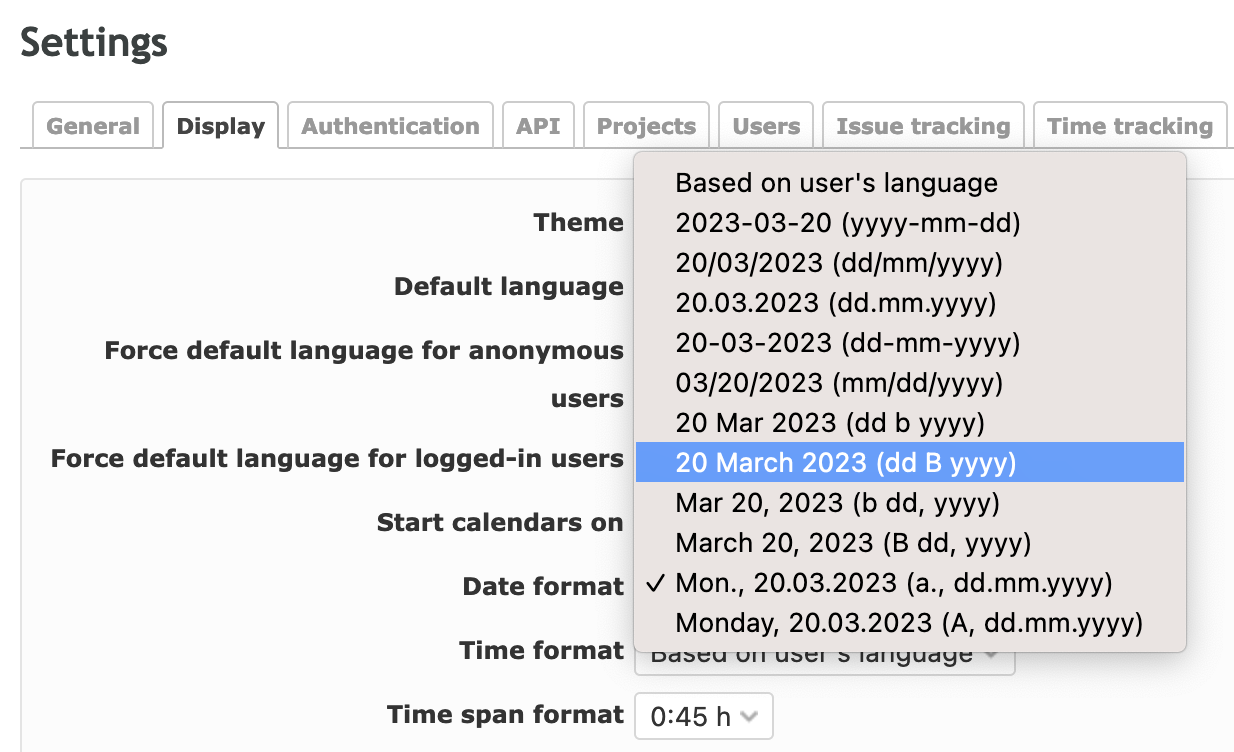 Settings
General
Display
Authentication
API
Projects
Users
Issue tracking
Time tracking
Theme
Default language
Force default language for anonymous
users
Force default language for logged-in users
Start calendars on
Date format
Based on user's language
2023-03-20 (yyyy-mm-dd)
20/03/2023 (dd/mm/yyyy)
20.03.2023 (dd.mm.yyyy)
20-03-2023 (dd-mm-yyyy)
03/20/2023 (mm/dd/yyyy)
20 Mar 2023 (dd b yyyy)
20 March 2023 (dd B yyyy)
Mar 20, 2023 (b dd, yyyy)
March 20, 2023 (B dd, yyyy)
✓ Mon., 20.03.2023 (a., dd.mm.yyyy)
Monday, 20.03.2023 (A, dd.mm.yyyy)
Time format Based on user's language
Time span format 0:45 h